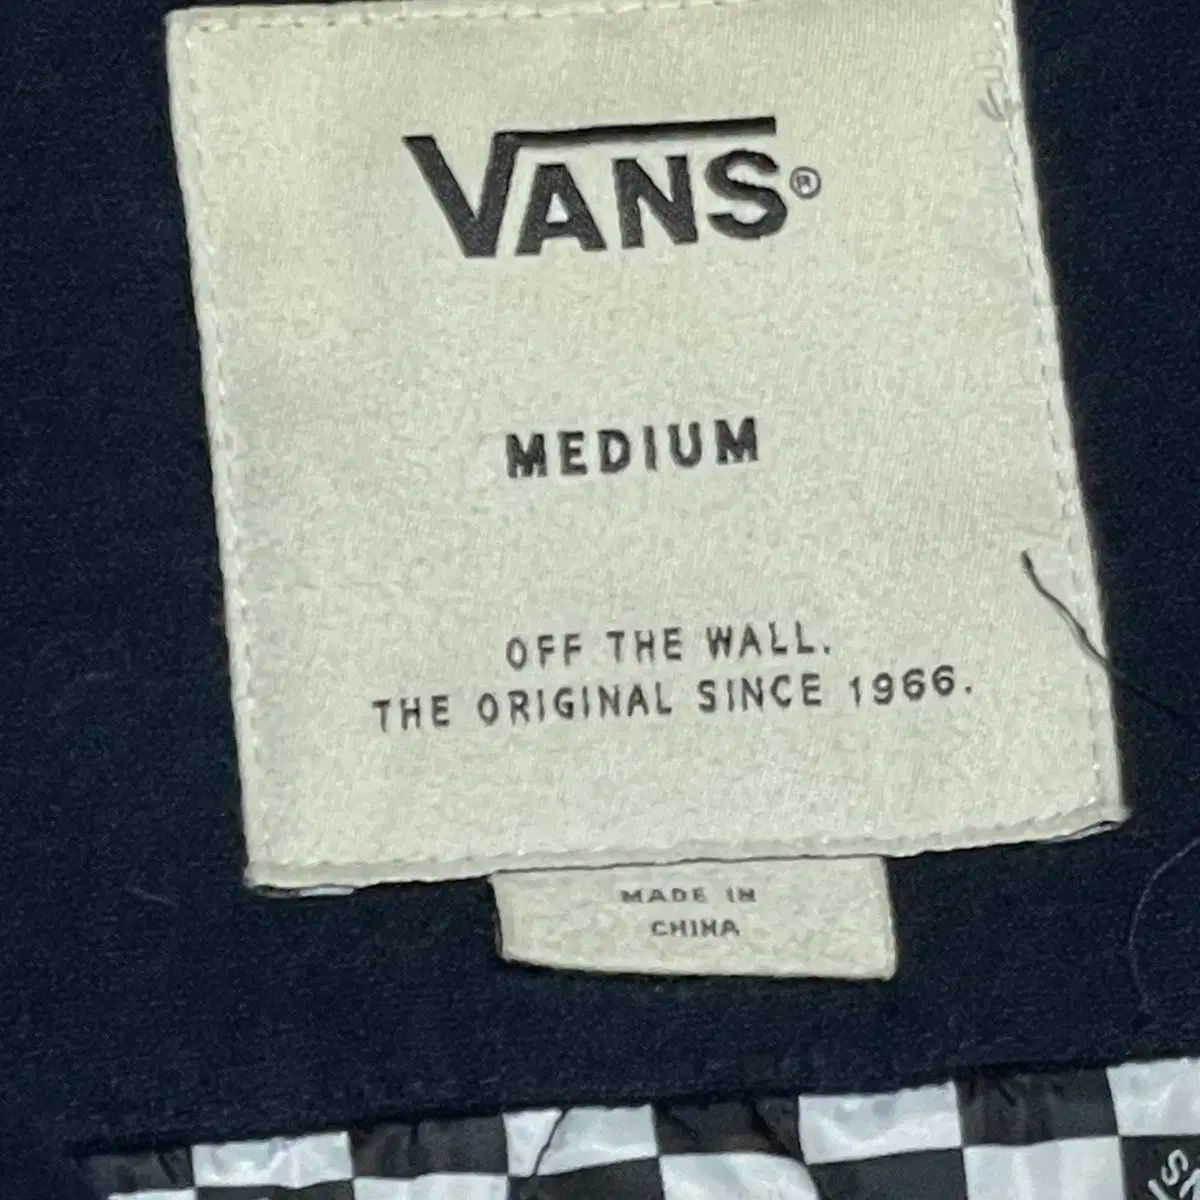 VANS®
MEDIUM
OFF THE WALL.
THE ORIGINAL SINCE 1966.
MADE IN
CHINA